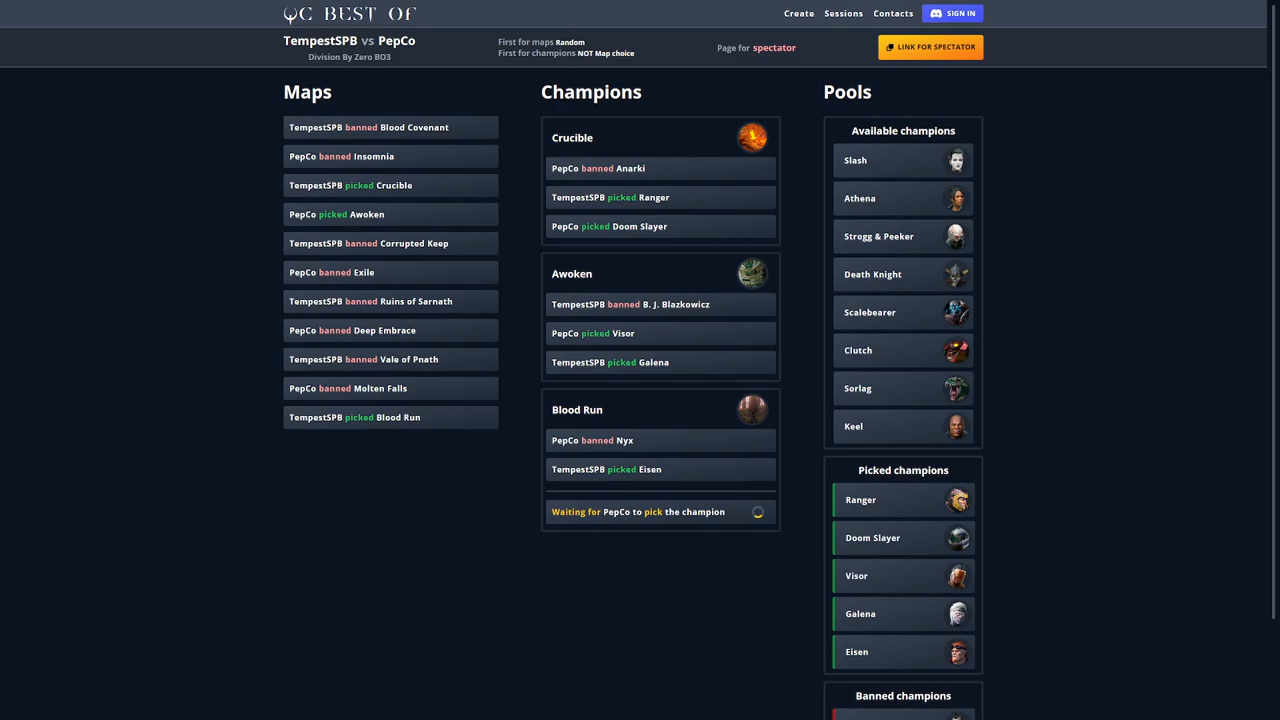 QC BEST OF
Create Sessions Contacts SIGN IN
TempestSPB vs PepCo
Division By Zero BO3
First for maps Random
First for champions NOT Map choice
Page for spectator
LINK FOR SPECTATOR
Maps
TempestSPB banned Blood Covenant
PepCo banned Insomnia
TempestSPB picked Crucible
PepCo picked Awoken
TempestSPB banned Corrupted Keep
PepCo banned Exile
TempestSPB banned Ruins of Sarnath
PepCo banned Deep Embrace
TempestSPB banned Vale of Pnath
PepCo banned Molten Falls
TempestSPB picked Blood Run
Champions
Crucible
PepCo banned Anarki
TempestSPB picked Ranger
PepCo picked Doom Slayer
Awoken
TempestSPB banned B. J. Blazkowicz
PepCo picked Visor
TempestSPB picked Galena
Blood Run
PepCo banned Nyx
TempestSPB picked Eisen
Waiting for PepCo to pick the champion
Pools
Available champions
Slash
Athena
Strogg & Peeker
Death Knight
Scalebearer
Clutch
Sorlag
Keel
Picked champions
Ranger
Doom Slayer
Visor
Galena
Eisen
Banned champions